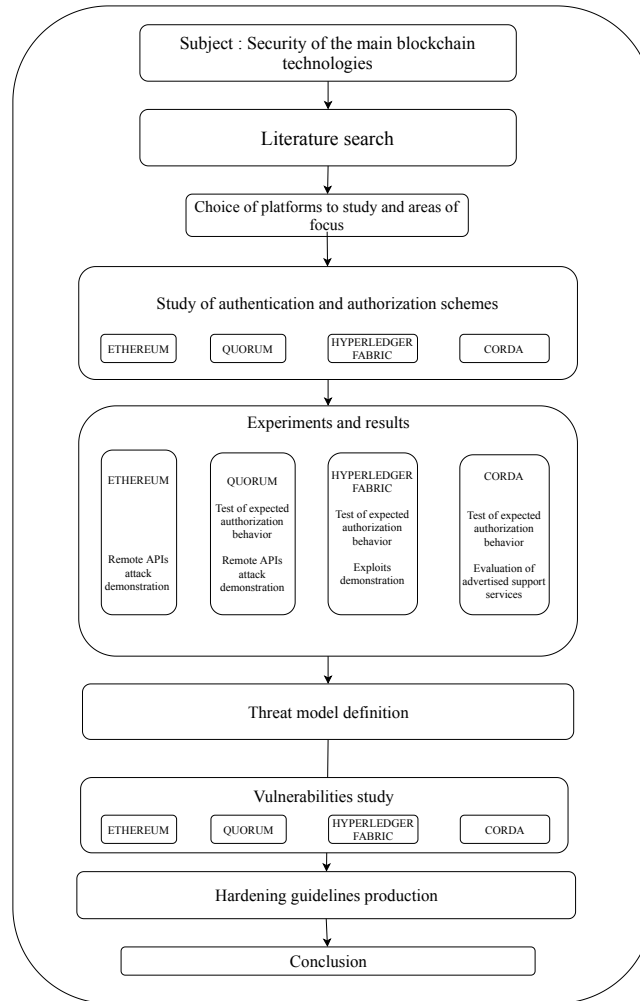 Subject : Security of the main blockchain
technologies
Literature search
Choice of platforms to study and areas of
focus
Study of authentication and authorization schemes
ETHEREUM
QUORUM
HYPERLEDGER
FABRIC
CORDA
Experiments and results
ETHEREUM
Remote APIs
attack
demonstration
QUORUM
Test of expected
autthorization
behavior
Remote APIs
attack
demonstration
HYPERLEDGER
FABRIC
Test of expected
authorization
behavior
Exploits
demonstration
CORDA
Test of expected
authorization
behavior
Evaluation of
advertised support
services
Threat model definition
Vulnerabilities study
ETHEREUM
QUORUM
HYPERLEDGER
FABRIC
CORDA
Hardening guidelines production
Conclusion